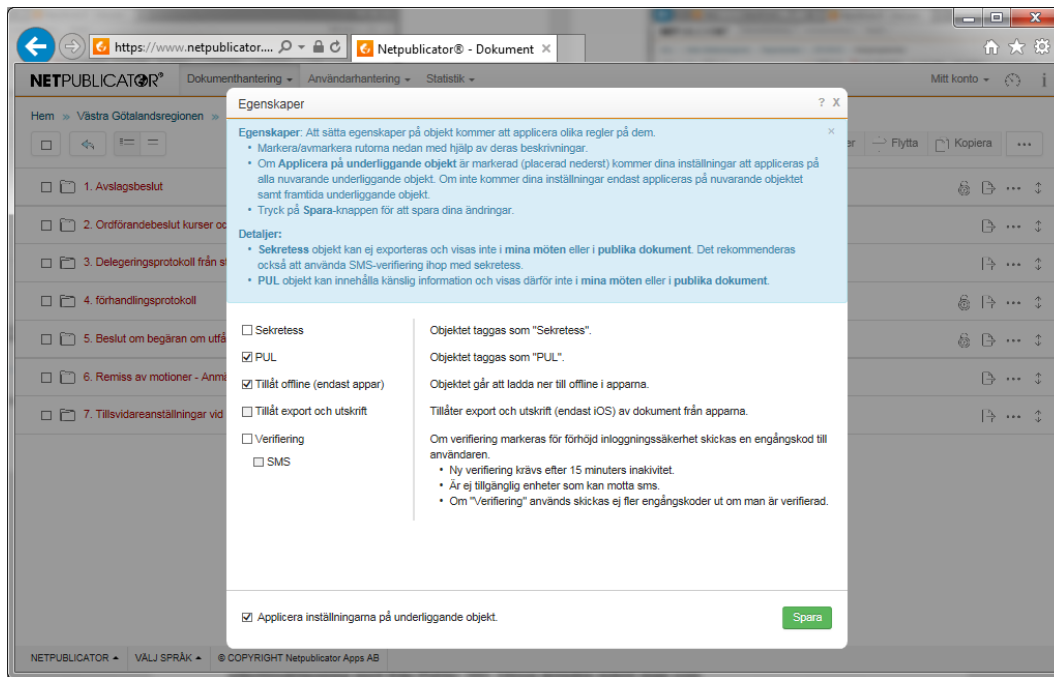 https://www.netpublicator....
Netpublicator® - Dokument
NETPUBLICATOR®
Dokumenthantering
Användarhantering
Statistik
Mitt konto
Hem » Västra Götalandsregionen »
Flytta
Kopiera
1. Avslagsbeslut
2. Ordförandebeslut kurser oc
3. Delegeringsprotokoll från s
4. förhandlingsprotokoll
5. Beslut om begäran om utfå
6. Remiss av motioner - Anmä
7. Tillsvidareanställningar vid
Egenskaper
? X
Egenskaper: Att sätta egenskaper på objekt kommer att applicera olika regler på dem.
• Markera/avmarkera rutorna nedan med hjälp av deras beskrivningar.
• Om Applicera på underliggande objekt är markerad (placerad nederst) kommer dina inställningar att appliceras på
alla nuvarande underliggande objekt. Om inte kommer dina inställningar endast appliceras på nuvarande objektet
samt framtida underliggande objekt.
• Tryck på Spara-knappen för att spara dina ändringar.
Detaljer:
• Sekretess objekt kan ej exporteras och visas inte i mina möten eller i publika dokument. Det rekommenderas
också att använda SMS-verifiering ihop med sekretess.
• PUL objekt kan innehålla känslig information och visas därför inte i mina möten eller i publika dokument.
Sekretess
Objektet taggas som "Sekretess".
PUL
Objektet taggas som "PUL".
Tillåt offline (endast appar)
Objektet går att ladda ner till offline i apparna.
Tillåt export och utskrift
Tillåter export och utskrift (endast iOS) av dokument från apparna.
Verifiering
Om verifiering markeras för förhöjd inloggningssäkerhet skickas en engångskod till
användaren.
SMS
• Ny verifiering krävs efter 15 minuters inakivitet.
• Är ej tillgänglig enheter som kan motta sms.
• Om "Verifiering" används skickas ej fler engångskoder ut om man är verifierad.
Applicera inställningarna på underliggande objekt.
Spara
NETPUBLICATOR
VÄLJ SPRÅK
© COPYRIGHT Netpublicator Apps AB